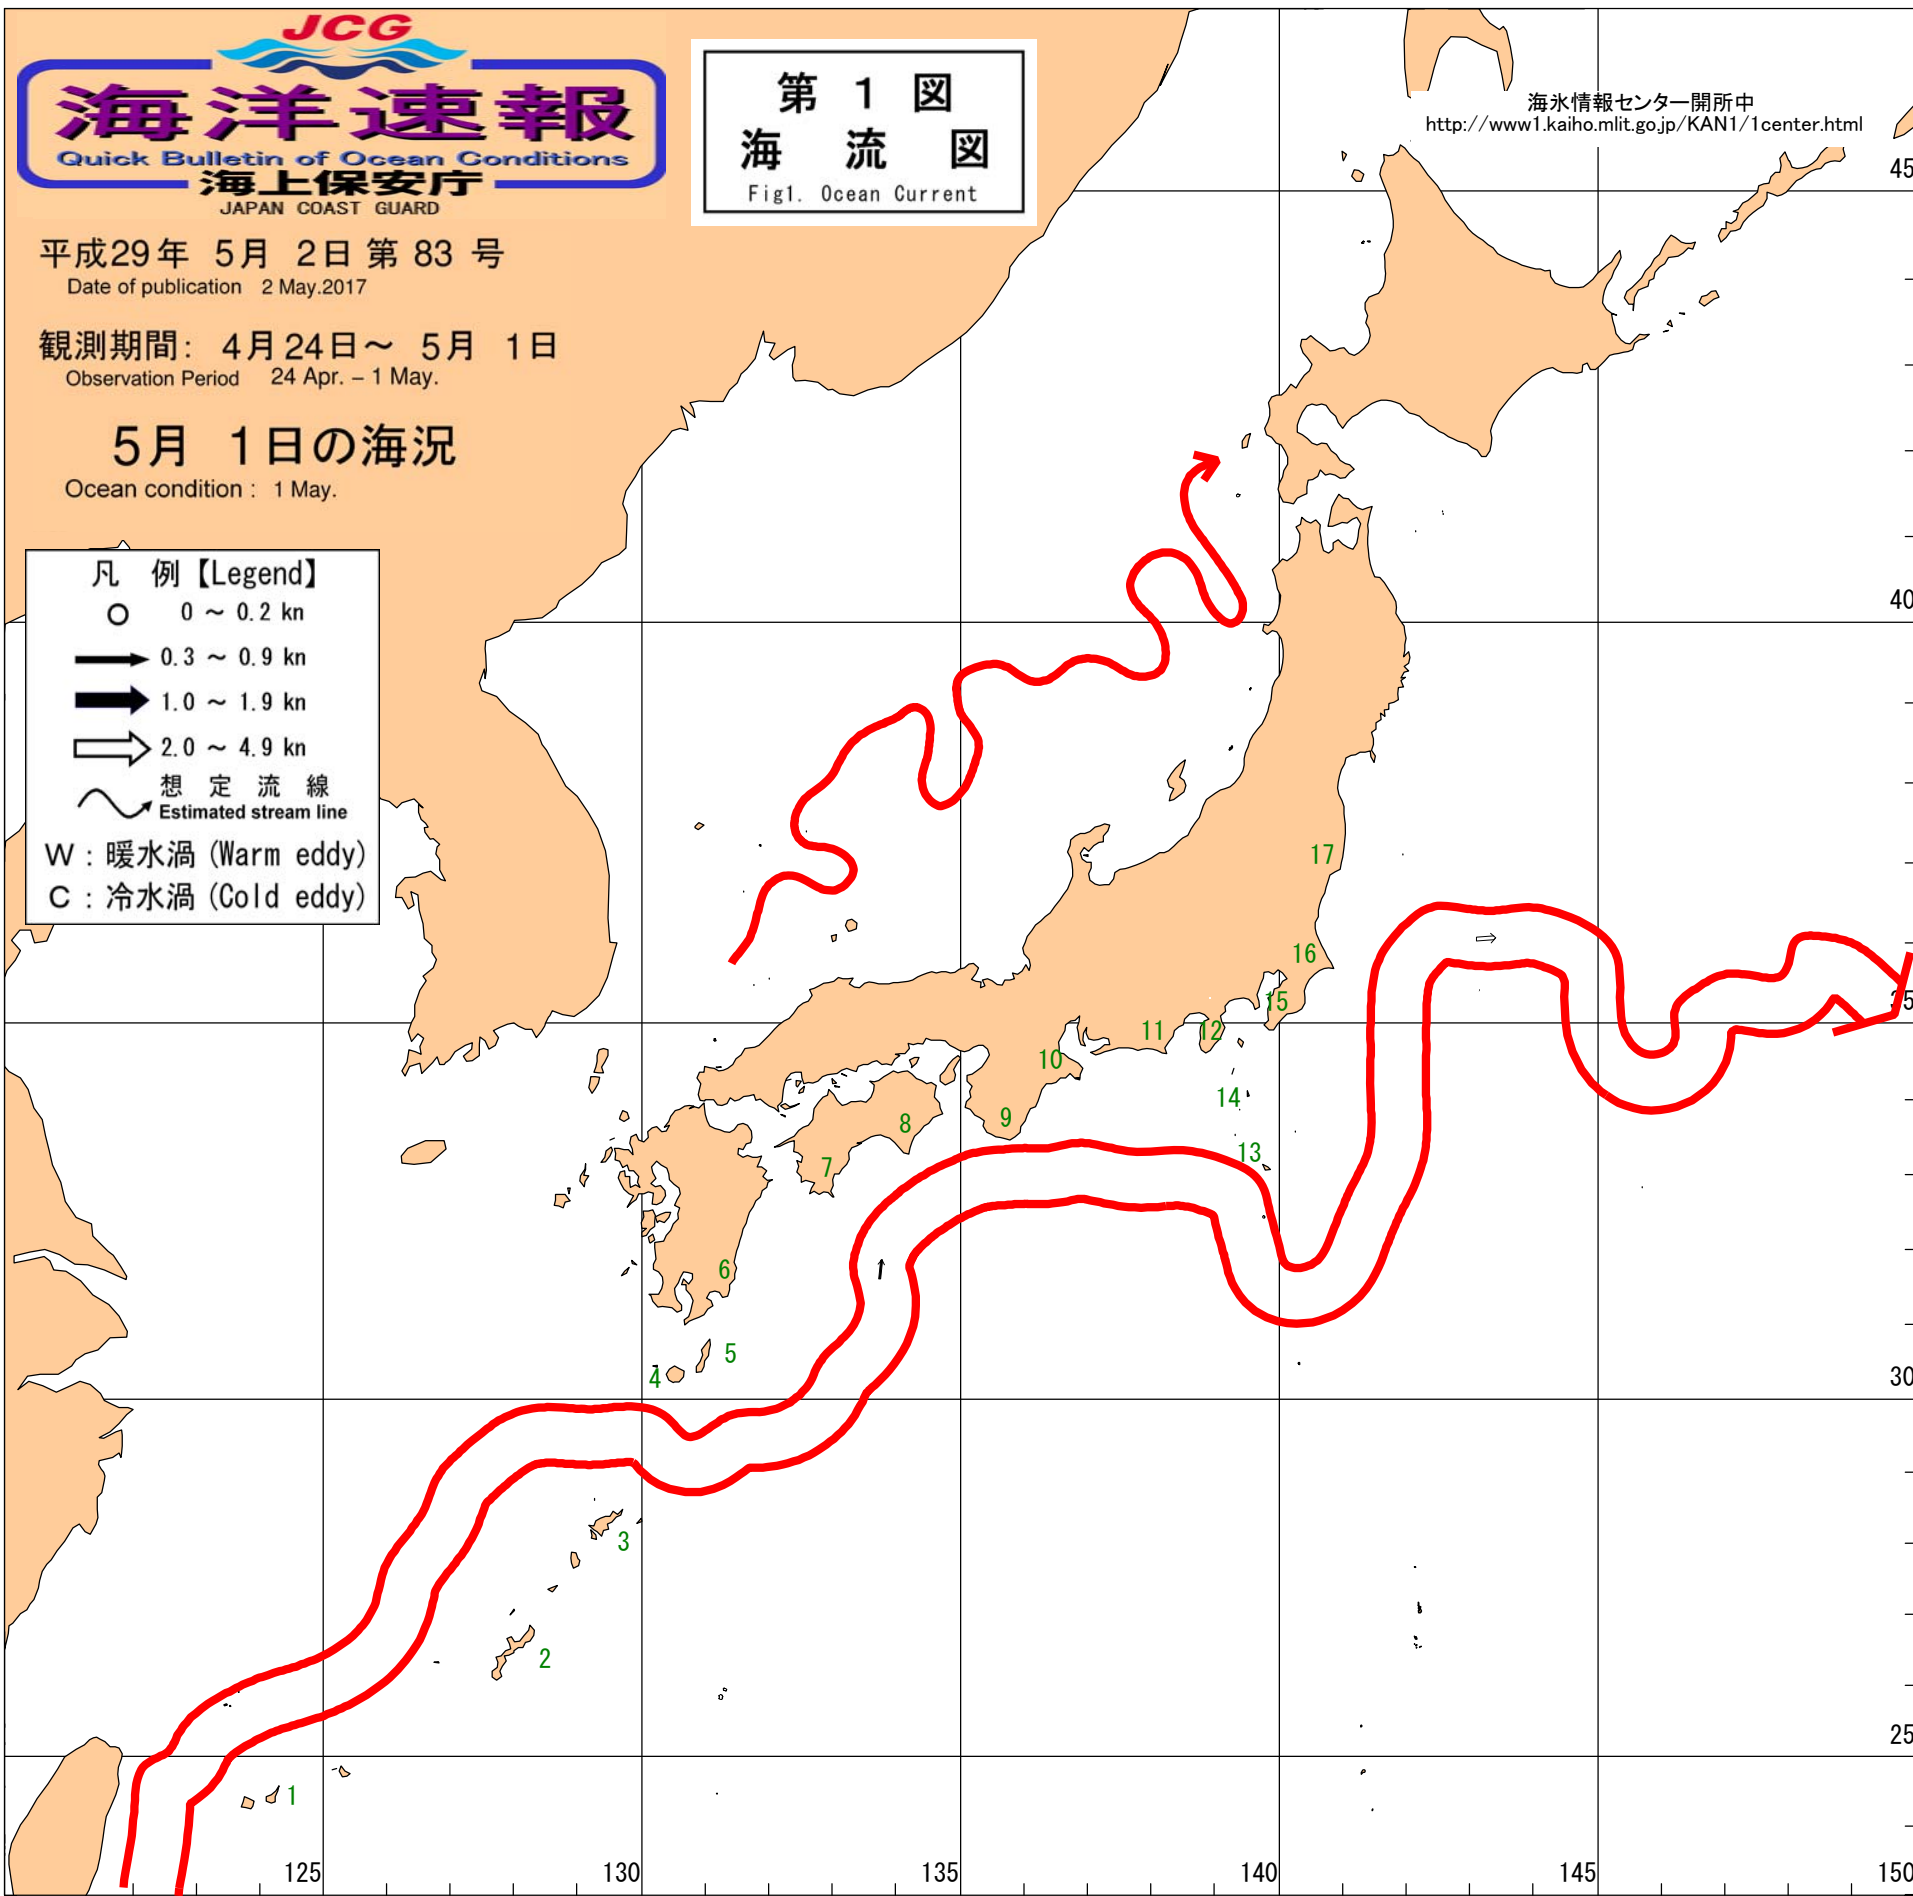 JCG
海洋速報
Quick Bulletin of Ocean Conditions
海上保安庁
JAPAN COAST GUARD
第 1 図
海 流 図
Fig1. Ocean Current
海氷情報センター開所中
http://www1.kaiho.mlit.go.jp/KAN1/1center.html
平成29年 5月 2日 第 83 号
Date of publication 2 May.2017
観測期間: 4月24日～ 5月 1日
Observation Period 24 Apr. – 1 May.
5月 1日の海況
Ocean condition : 1 May.
凡 例【Legend】
0 ～ 0.2 kn
0.3 ～ 0.9 kn
1.0 ～ 1.9 kn
2.0 ～ 4.9 kn
想 定 流 線
Estimated stream line
W : 暖水渦 (Warm eddy)
C : 冷水渦 (Cold eddy)
45
40
17
16
35
15
12
11
10
14
9
8
13
7
6
5
4
30
3
2
25
1
125
130
135
140
145
150